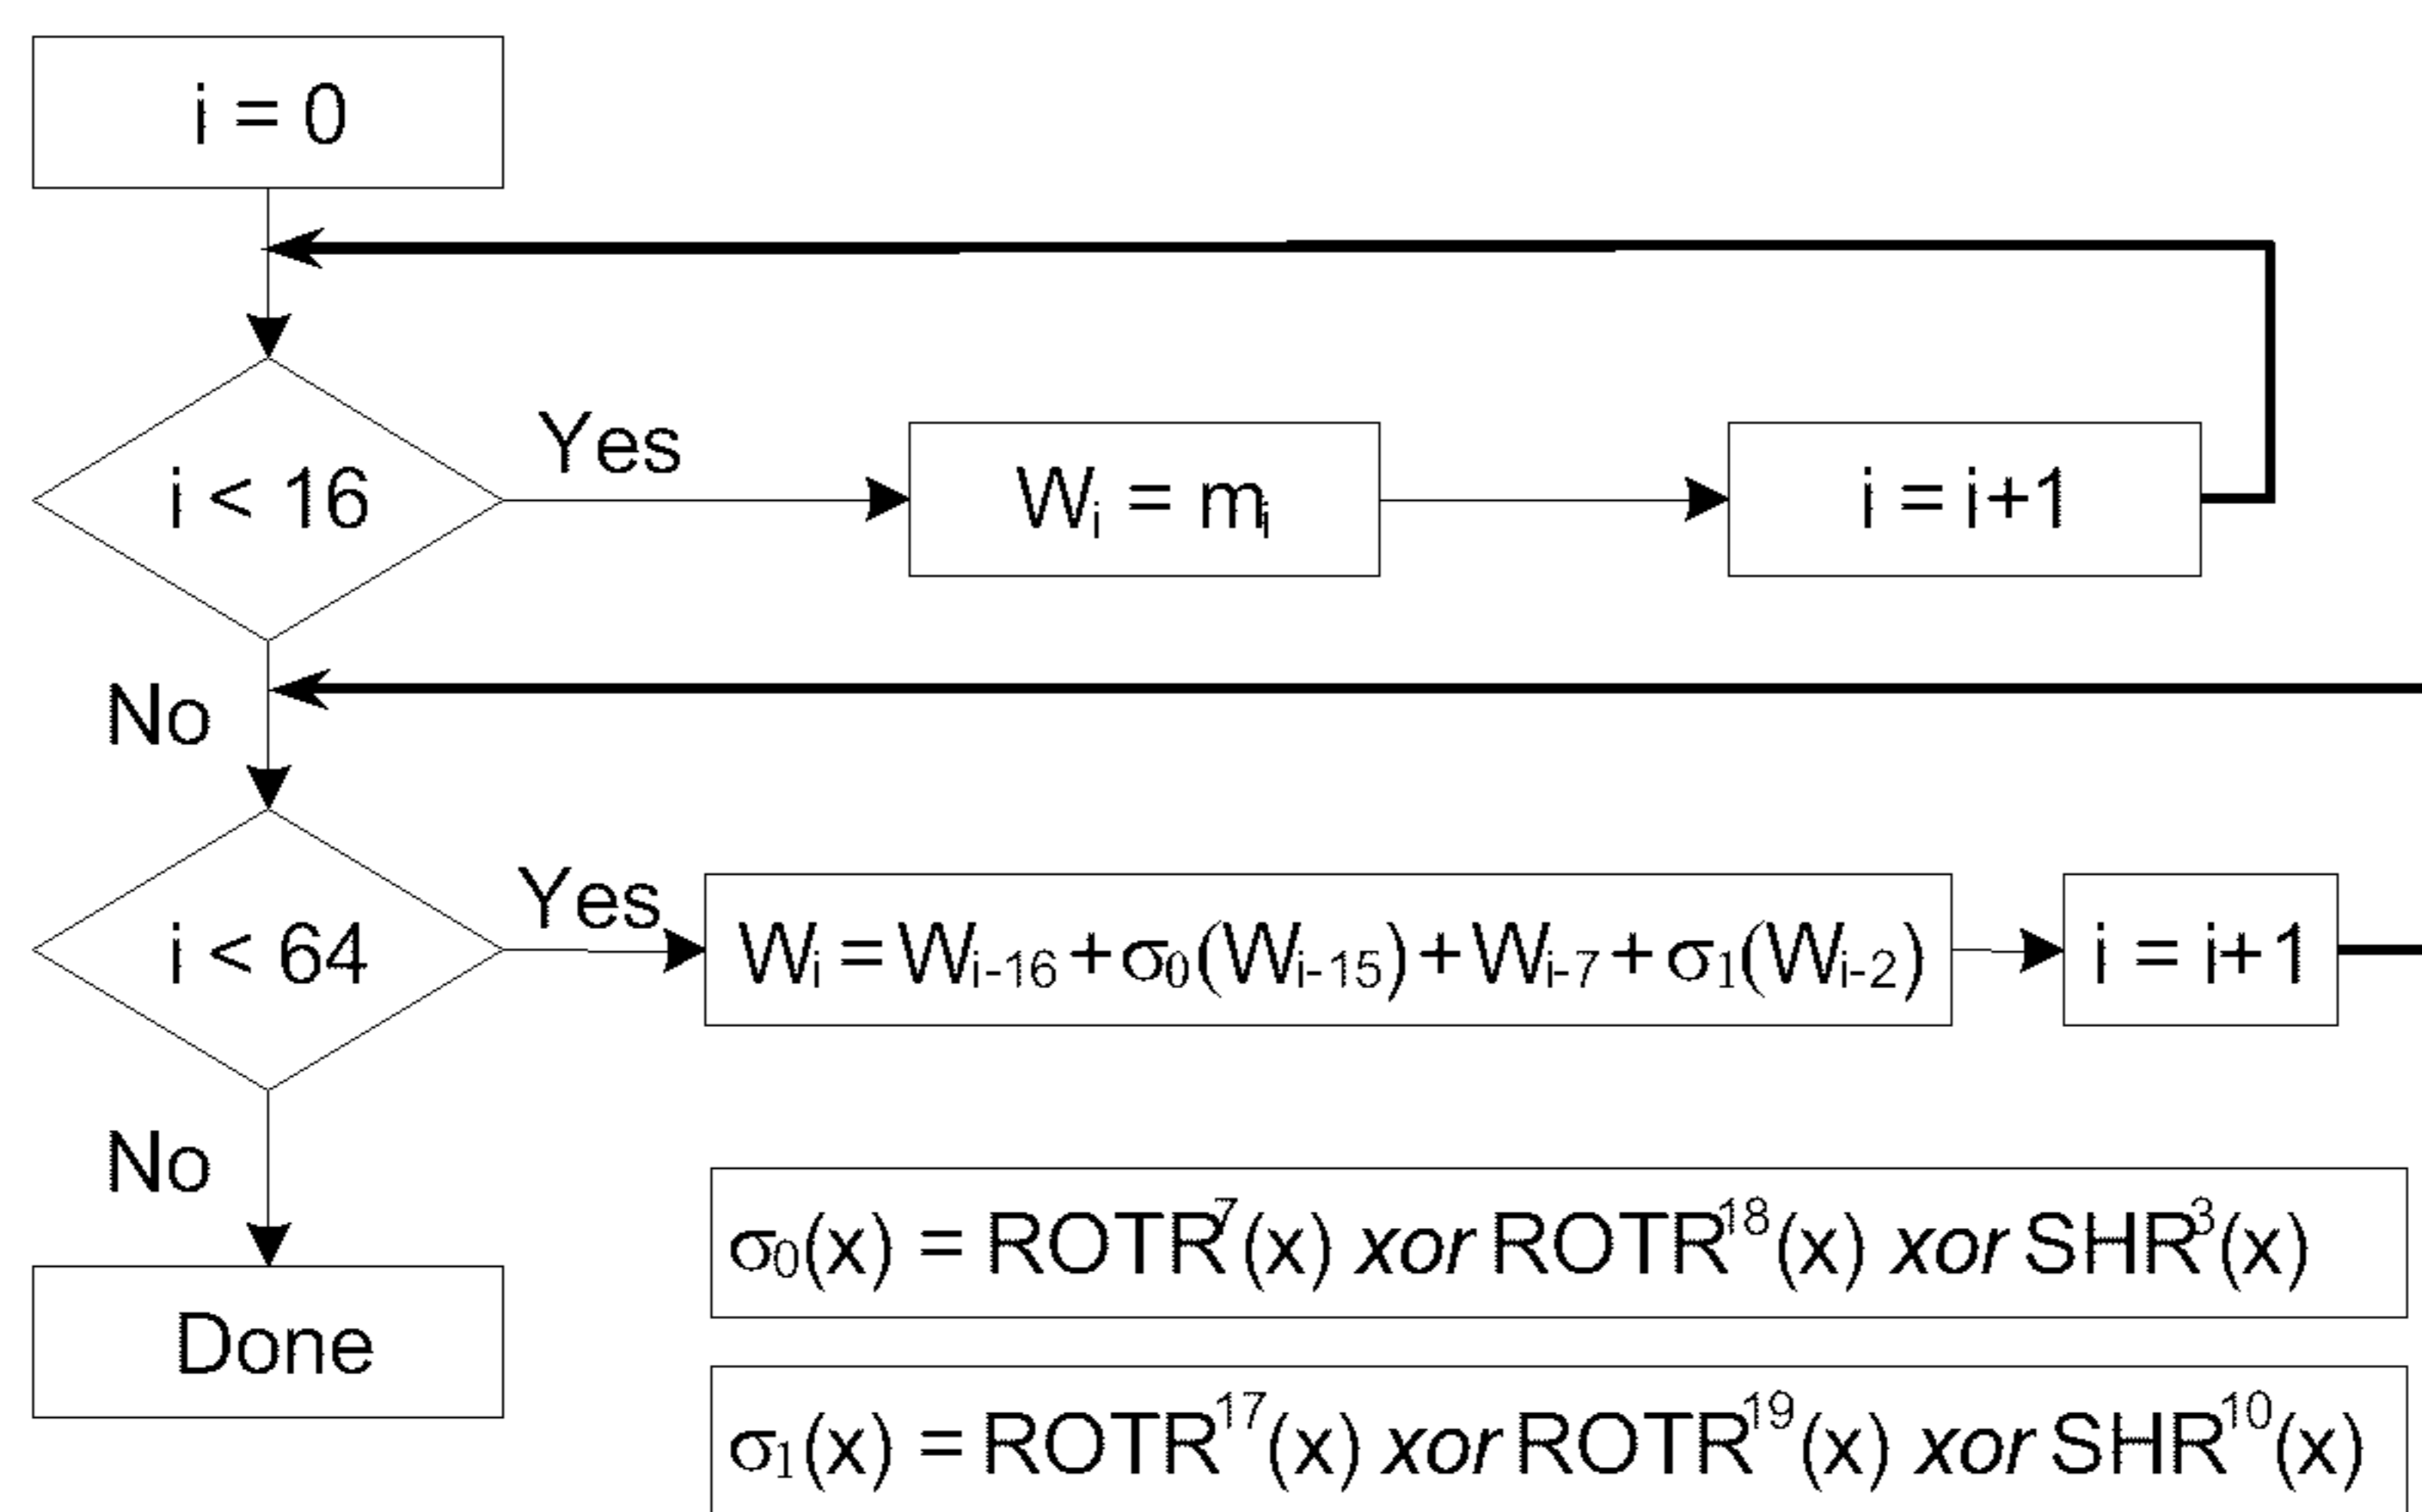 i = 0
i < 16
Yes
Wᵢ = mᵢ
i = i+1
No
i < 64
Yes
Wᵢ = Wᵢ₋₁₆ + σ₀(Wᵢ₋₁₅) + Wᵢ₋₇ + σ₁(Wᵢ₋₂)
i = i+1
No
Done
σ₀(x) = ROTR⁷(x) xor ROTR¹⁸(x) xor SHR³(x)
σ₁(x) = ROTR¹⁷(x) xor ROTR¹⁹(x) xor SHR¹⁰(x)